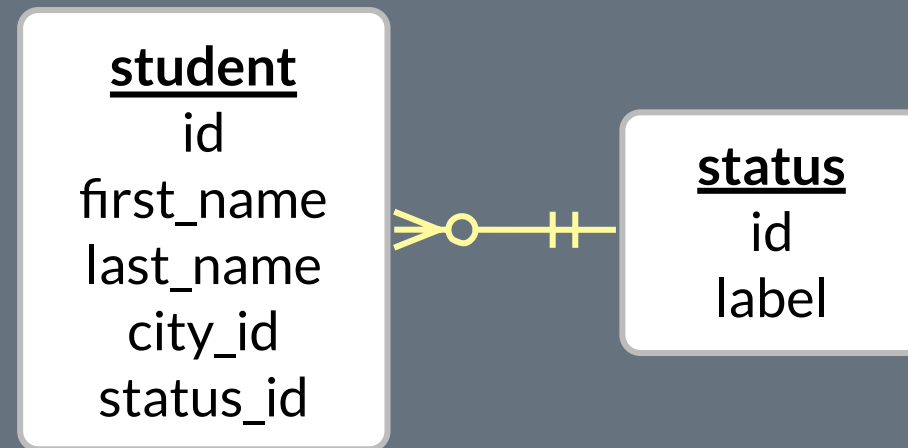 student
id
first_name
last_name
city_id
status_id
status
id
label